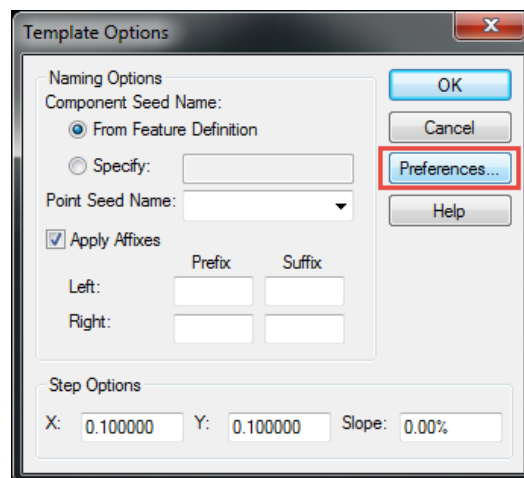 Template Options
Naming Options
Component Seed Name:
From Feature Definition
Specify:
Point Seed Name:
Apply Affixes
Prefix Suffix
Left:
Right:
OK
Cancel
Preferences...
Help
Step Options
X: 0.100000 Y: 0.100000 Slope: 0.00%